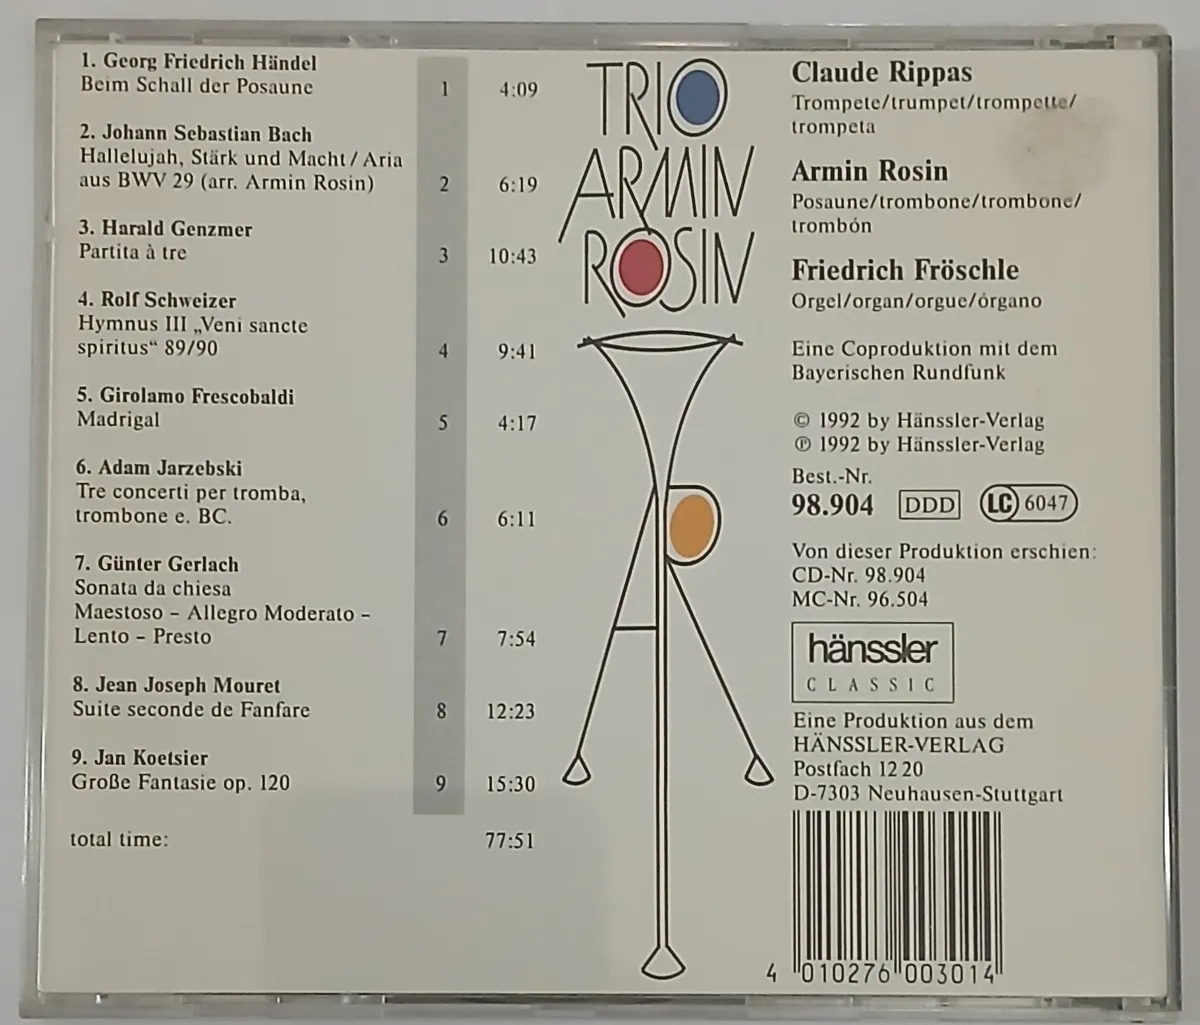 1. Georg Friedrich Händel
Beim Schall der Posaune 1 4:09
2. Johann Sebastian Bach
Hallelujah, Stärk und Macht / Aria
aus BWV 29 (arr. Armin Rosin) 2 6:19
3. Harald Genzmer
Partita à tre 3 10:43
4. Rolf Schweizer
Hymnus III „Veni sancte
spiritus“ 89/90 4 9:41
5. Girolamo Frescobaldi
Madrigal 5 4:17
6. Adam Jarzebski
Tre concerti per tromba,
trombone e. BC. 6 6:11
7. Günter Gerlach
Sonata da chiesa
Maestoso – Allegro Moderato –
Lento – Presto 7 7:54
8. Jean Joseph Mouret
Suite seconde de Fanfare 8 12:23
9. Jan Koetsier
Große Fantasie op. 120 9 15:30
total time: 77:51
TRIO
ARMIN
ROSIN
Claude Rippas
Trompete/trumpet/trompette/
trompeta
Armin Rosin
Posaune/trombone/trombone/
trombón
Friedrich Fröschle
Orgel/organ/orgue/órgano
Eine Coproduktion mit dem
Bayerischen Rundfunk
© 1992 by Hänssler-Verlag
℗ 1992 by Hänssler-Verlag
Best.-Nr.
98.904 DDD LC 6047
Von dieser Produktion erschien:
CD-Nr. 98.904
MC-Nr. 96.504
hänssler
CLASSIC
Eine Produktion aus dem
HÄNSSLER-VERLAG
Postfach 12 20
D-7303 Neuhausen-Stuttgart
4 010276 003014